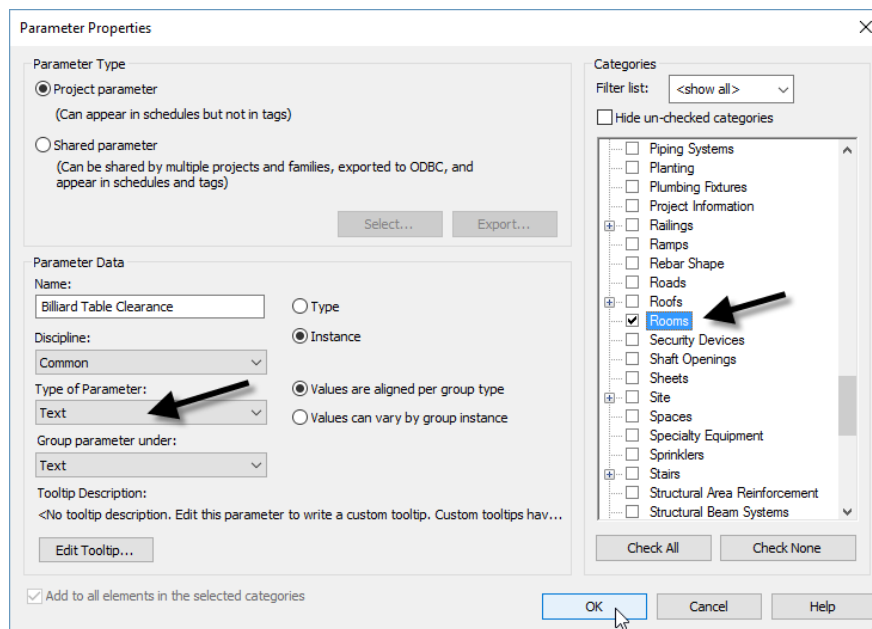 Parameter Properties
Parameter Type
Project parameter
(Can appear in schedules but not in tags)
Shared parameter
(Can be shared by multiple projects and families, exported to ODBC, and
appear in schedules and tags)
Select...
Export...
Parameter Data
Name:
Billiard Table Clearance
Type
Discipline:
Instance
Common
Type of Parameter:
Values are aligned per group type
Text
Values can vary by group instance
Group parameter under:
Text
Tooltip Description:
<No tooltip description. Edit this parameter to write a custom tooltip. Custom tooltips hav...
Edit Tooltip...
Add to all elements in the selected categories
Categories
Filter list:
<show all>
Hide un-checked categories
Piping Systems
Planting
Plumbing Fixtures
Project Information
Railings
Ramps
Rebar Shape
Roads
Roofs
Rooms
Security Devices
Shaft Openings
Sheets
Site
Spaces
Specialty Equipment
Sprinklers
Stairs
Structural Area Reinforcement
Structural Beam Systems
Check All
Check None
OK
Cancel
Help